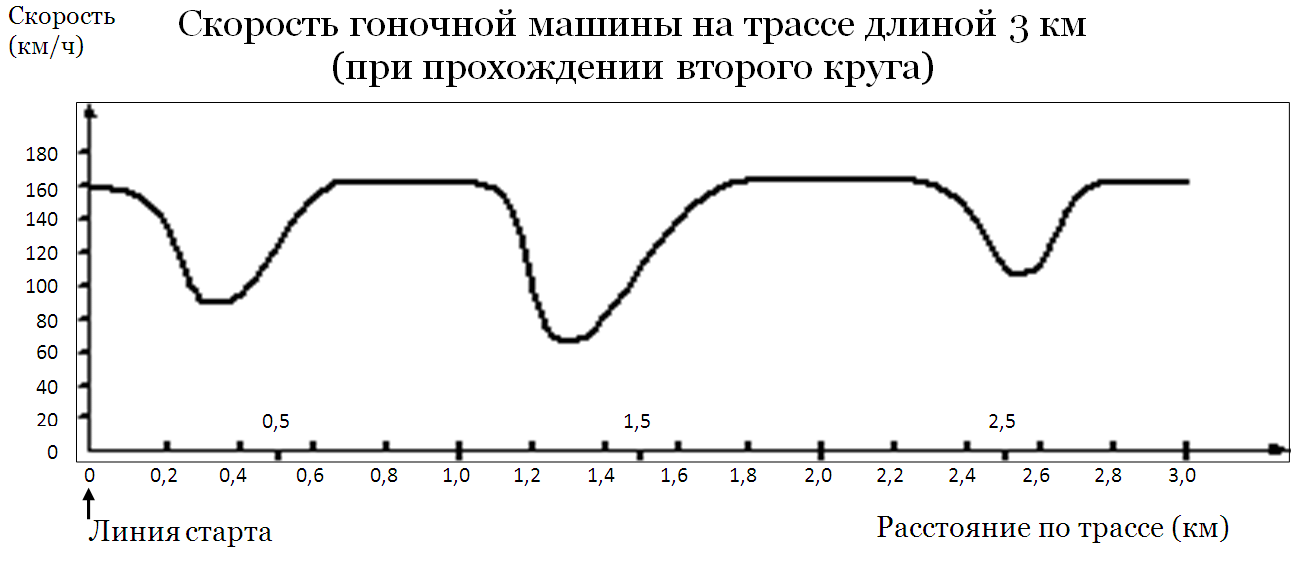 Скорость
(км/ч)
Скорость гоночной машины на трассе длиной 3 км
(при прохождении второго круга)
180
160
140
120
100
80
60
40
20
0
0,5 1,5 2,5
0 0,2 0,4 0,6 0,8 1,0 1,2 1,4 1,6 1,8 2,0 2,2 2,4 2,6 2,8 3,0
Линия старта
Расстояние по трассе (км)